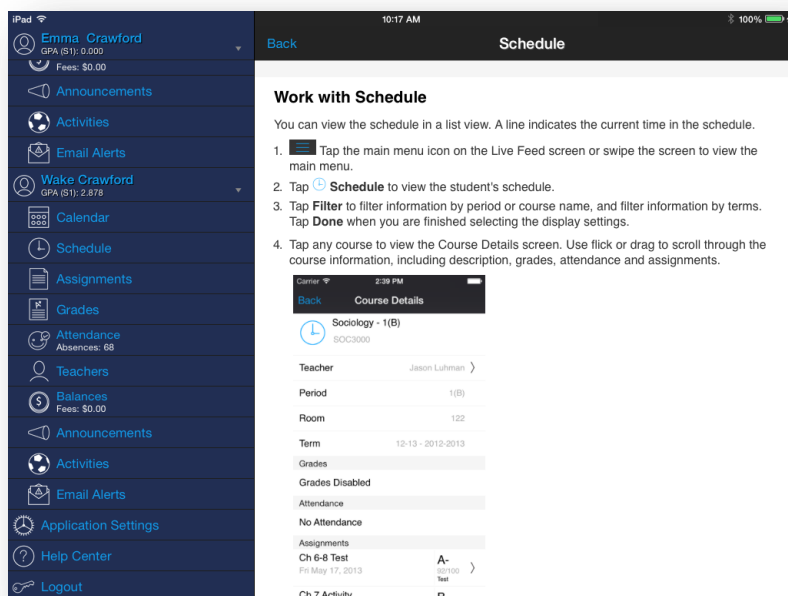 iPad 10:17 AM 100%
Emma Crawford
GPA (S1): 0.000
Fees: $0.00
Announcements
Activities
Email Alerts
Wake Crawford
GPA (S1): 2.878
Calendar
Schedule
Assignments
Grades
Attendance
Absences: 68
Teachers
Balances
Fees: $0.00
Announcements
Activities
Email Alerts
Application Settings
Help Center
Logout
Back Schedule
Work with Schedule
You can view the schedule in a list view. A line indicates the current time in the schedule.
1. Tap the main menu icon on the Live Feed screen or swipe the screen to view the
main menu.
2. Tap Schedule to view the student's schedule.
3. Tap Filter to filter information by period or course name, and filter information by terms.
Tap Done when you are finished selecting the display settings.
4. Tap any course to view the Course Details screen. Use flick or drag to scroll through the
course information, including description, grades, attendance and assignments.
Carrier 2:39 PM
Back Course Details
Sociology - 1(B)
SOC3000
Teacher Jason Luhman
Period 1(B)
Room 122
Term 12-13 - 2012-2013
Grades
Grades Disabled
Attendance
No Attendance
Assignments
Ch 6-8 Test A-
Fri May 17, 2013 92/100
Test
Ch 7 Activity